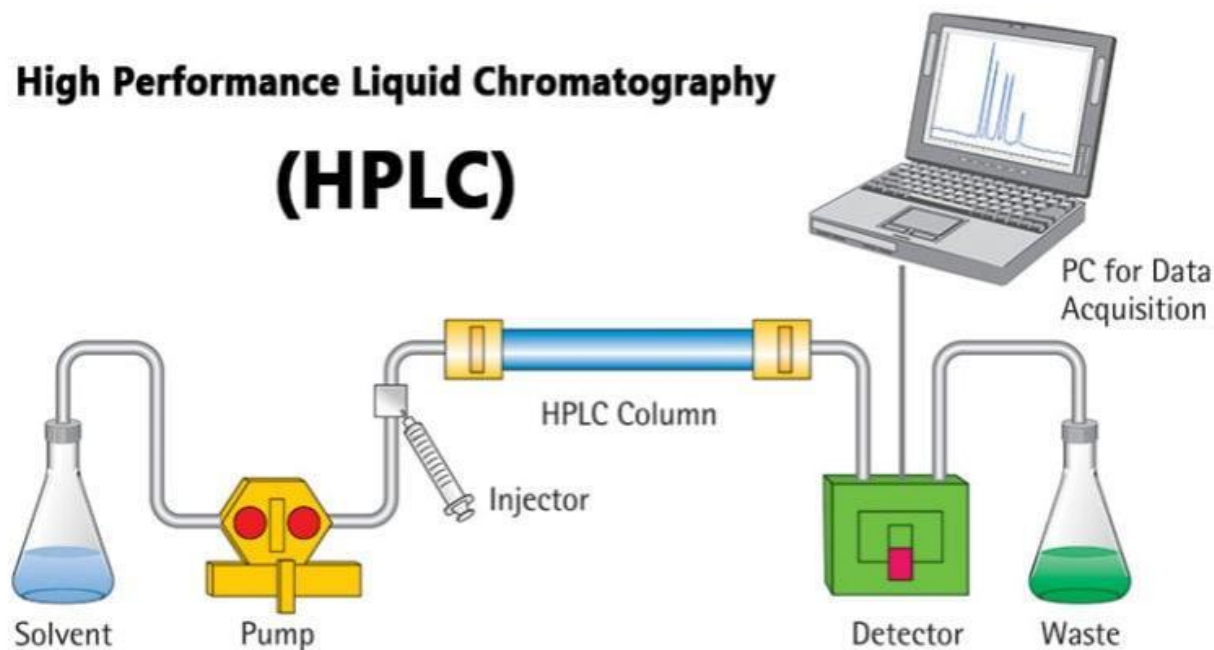 High Performance Liquid Chromatography
(HPLC)
PC for Data
Acquisition
HPLC Column
Injector
Solvent
Pump
Detector
Waste